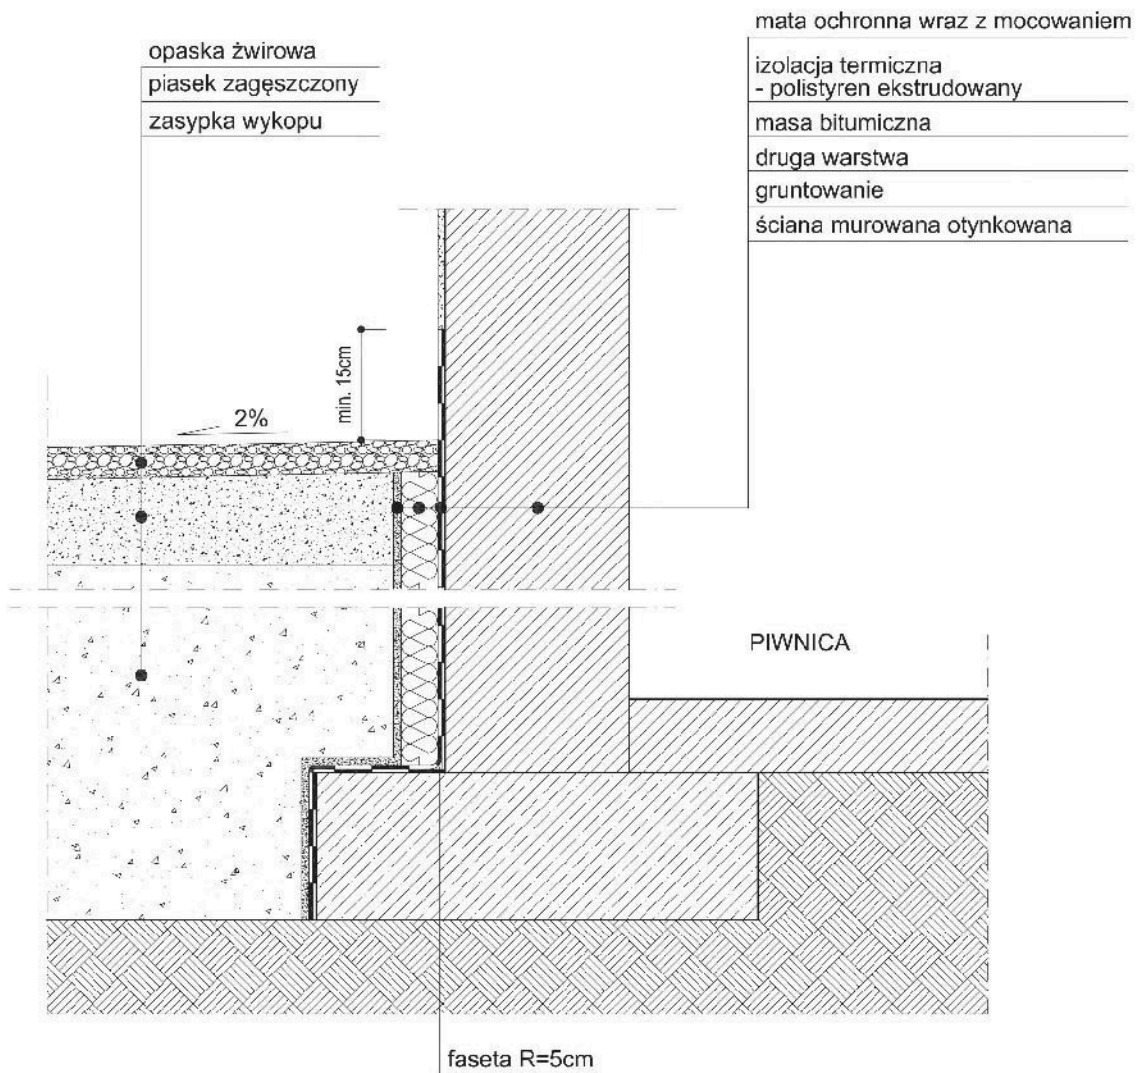 opaska żwirowa
piasek zagęszczony
zasypka wykopu
mata ochronna wraz z mocowaniem
izolacja termiczna
- polistyren ekstrudowany
masa bitumiczna
druga warstwa
gruntowanie
ściana murowana otynkowana
min. 15cm
2%
PIWNICA
faseta R=5cm